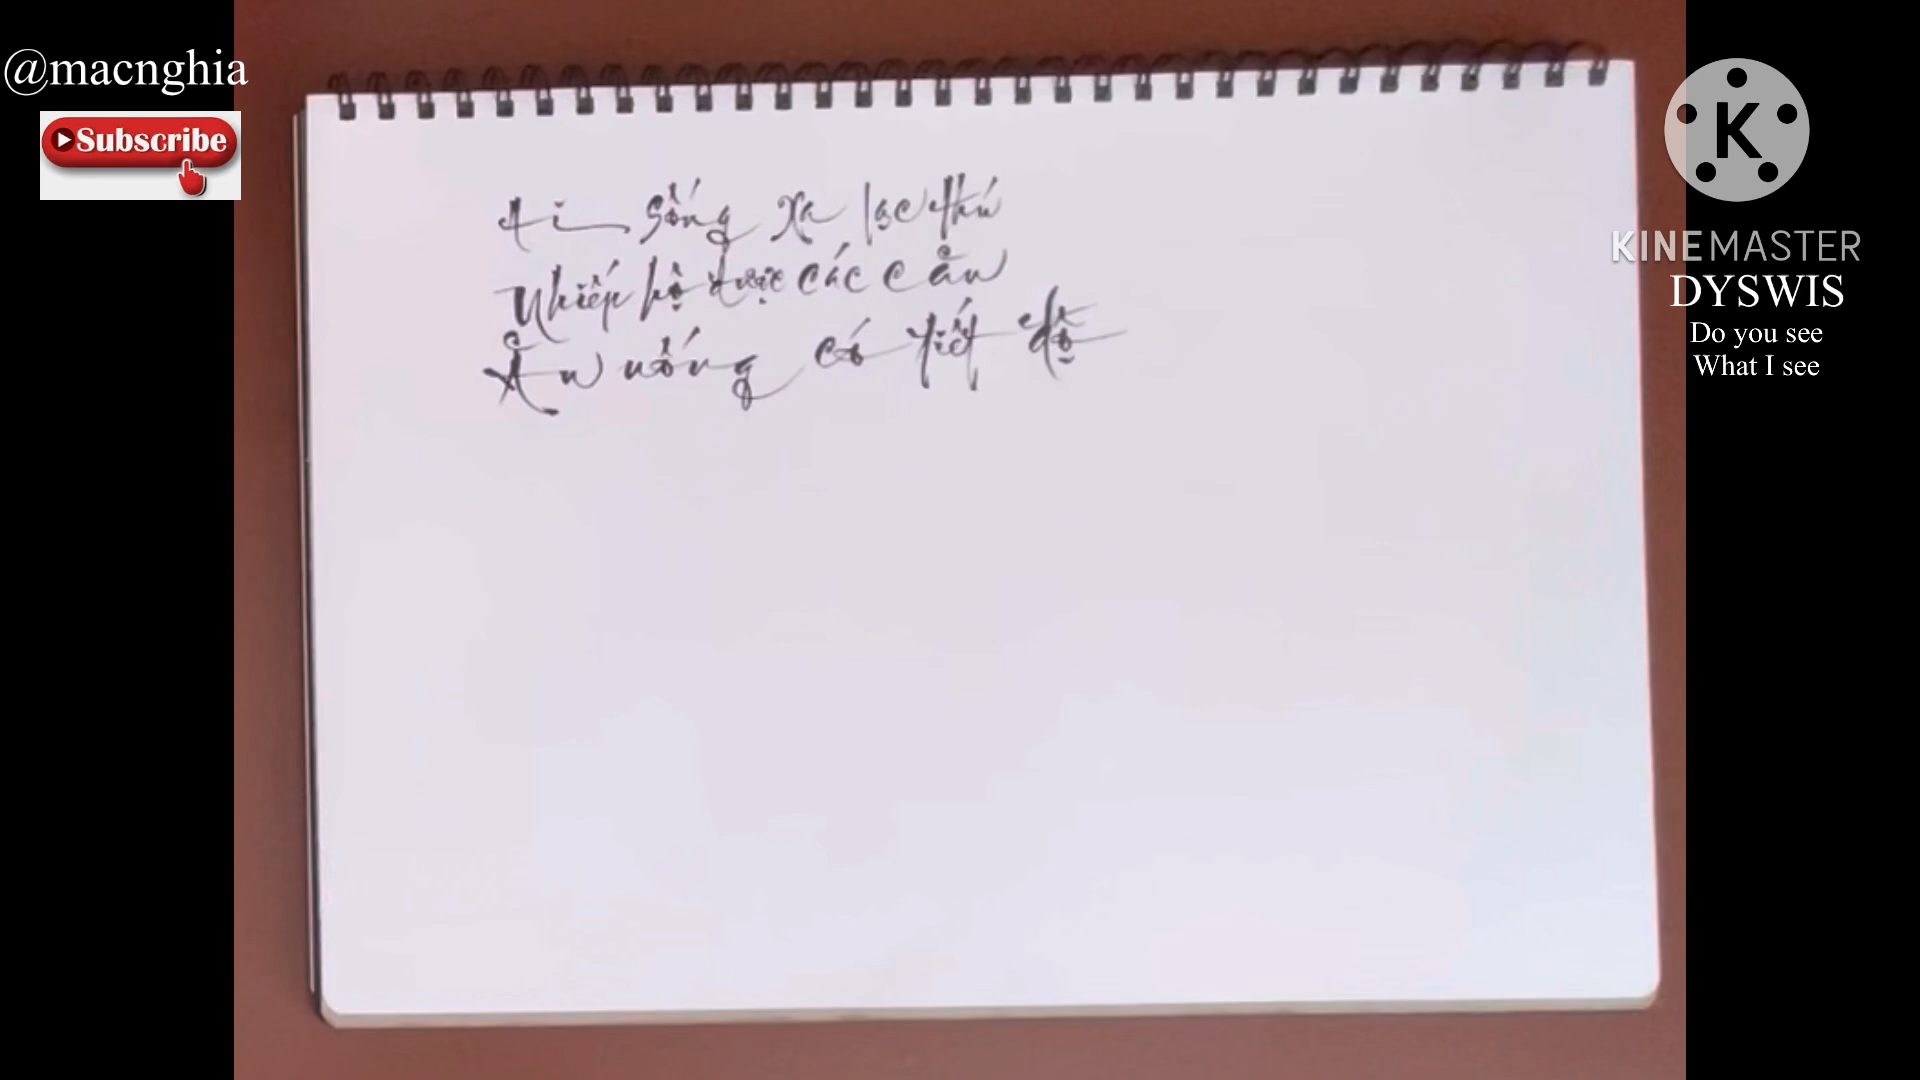 @macnghia
Subscribe
Ai sống xa lạc thú
Nhiếp hộ được các căn
Ăn uống có tiết độ
K
KINEMASTER
DYSWIS
Do you see
What I see